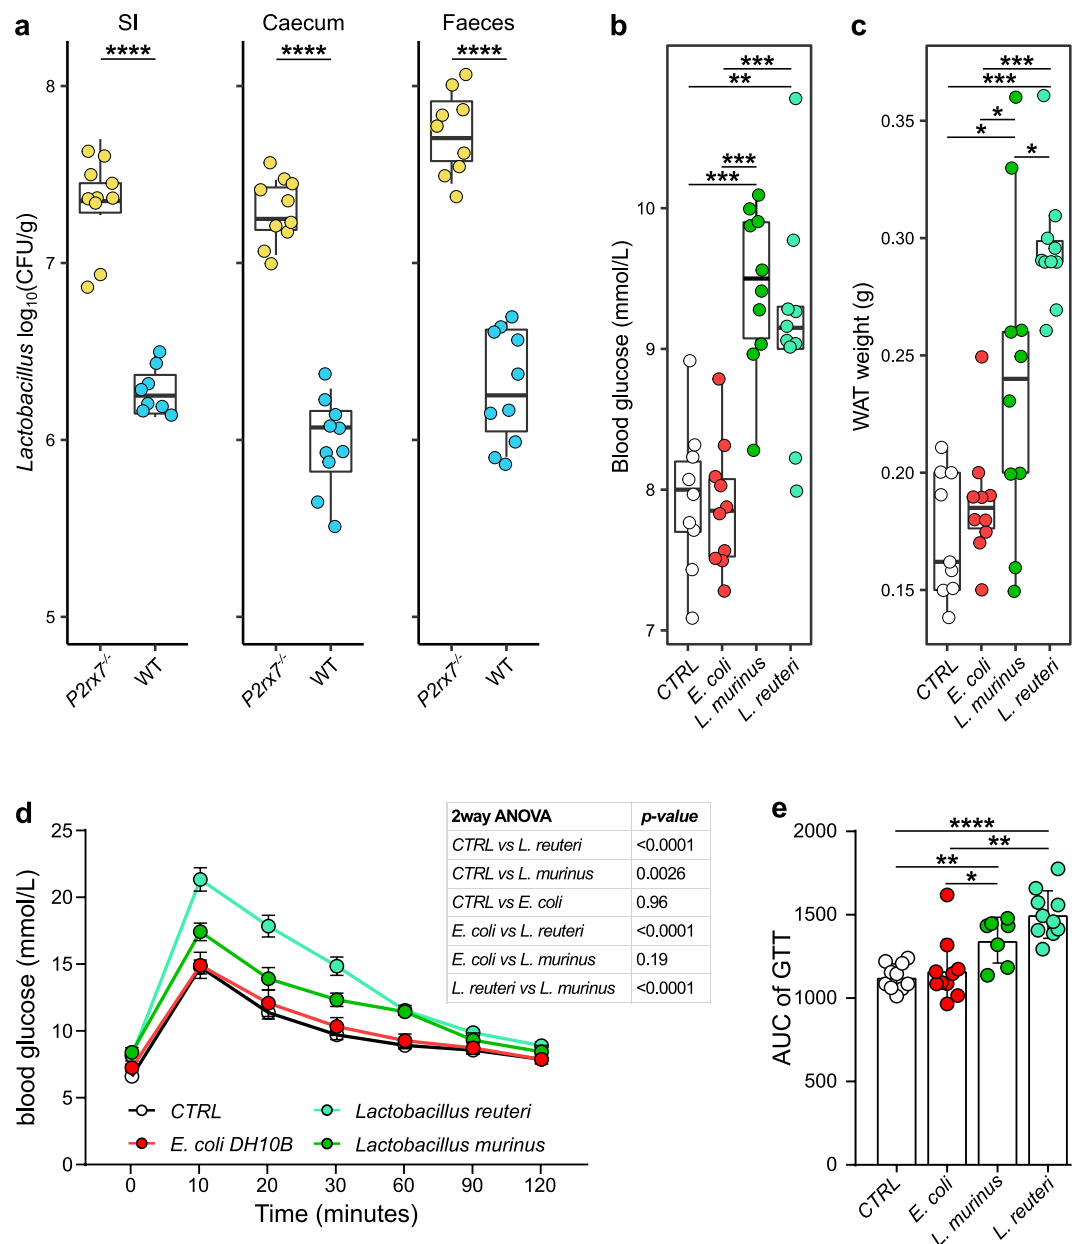 a
SI
Caecum
Faeces
****
****
****
Lactobacillus log10(CFU/g)
8
7
6
5
P2rx7-/-
WT
P2rx7-/-
WT
P2rx7-/-
WT
b
***
**
***
***
Blood glucose (mmol/L)
10
9
8
7
CTRL
E. coli
L. murinus
L. reuteri
c
***
***
*
*
*
WAT weight (g)
0.35
0.30
0.25
0.20
0.15
CTRL
E. coli
L. murinus
L. reuteri
d
blood glucose (mmol/L)
25
20
15
10
5
0
0 10 20 30 60 90 120
Time (minutes)
CTRL
E. coli DH10B
Lactobacillus reuteri
Lactobacillus murinus
2way ANOVA p-value
CTRL vs L. reuteri <0.0001
CTRL vs L. murinus 0.0026
CTRL vs E. coli 0.96
E. coli vs L. reuteri <0.0001
E. coli vs L. murinus 0.19
L. reuteri vs L. murinus <0.0001
e
****
**
**
*
AUC of GTT
2000
1500
1000
500
0
CTRL
E. coli
L. murinus
L. reuteri